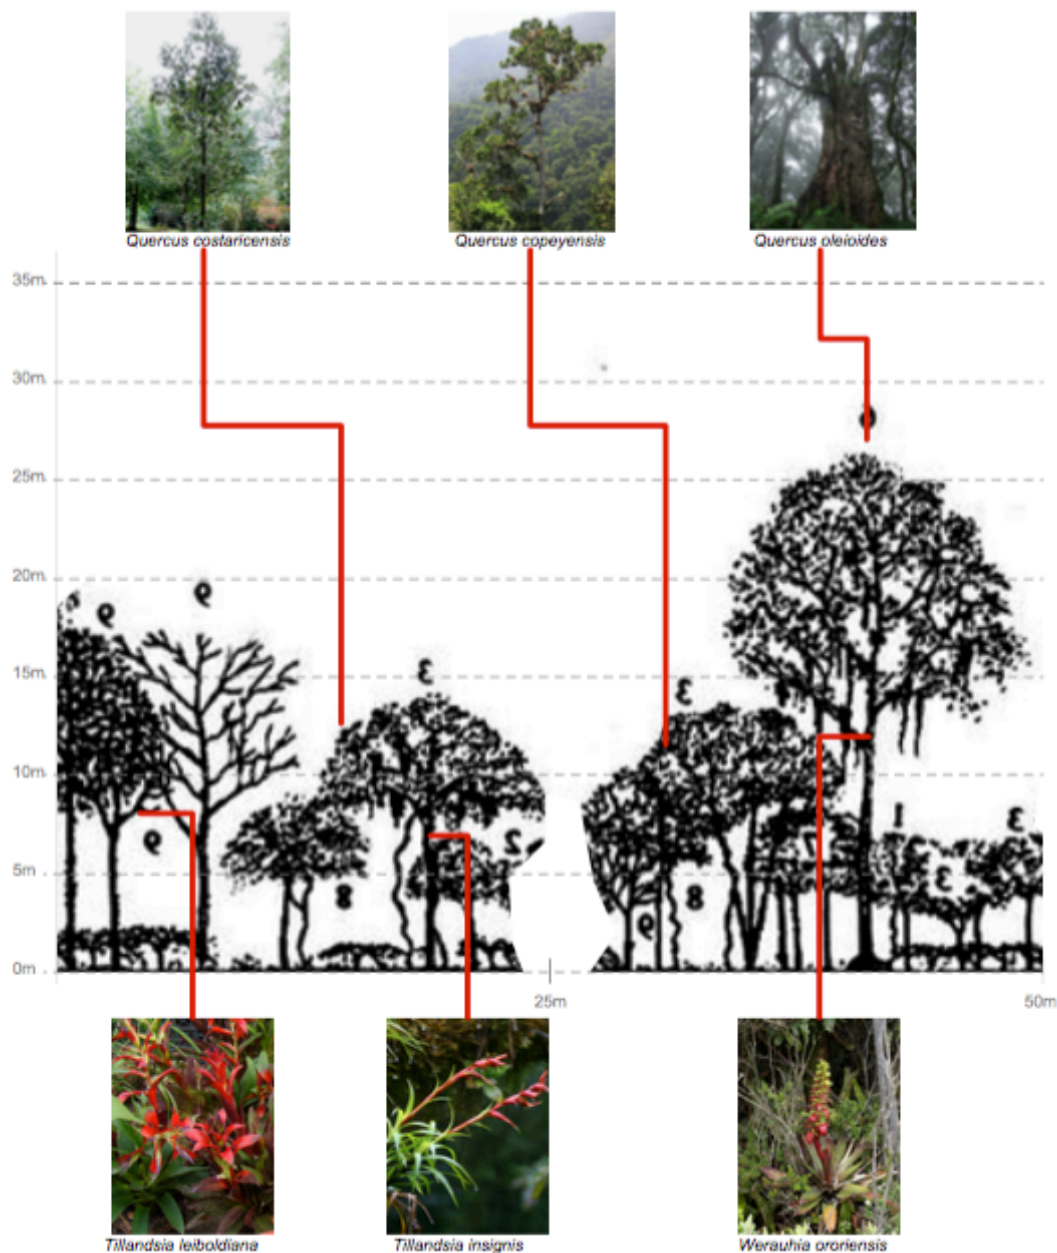 Quercus costaricensis
Quercus copeyensis
Quercus oleioides
35m
30m
25m
20m
15m
10m
5m
0m
25m
50m
Tillandsia leiboldiana
Tillandsia insignis
Werauhia ororiensis